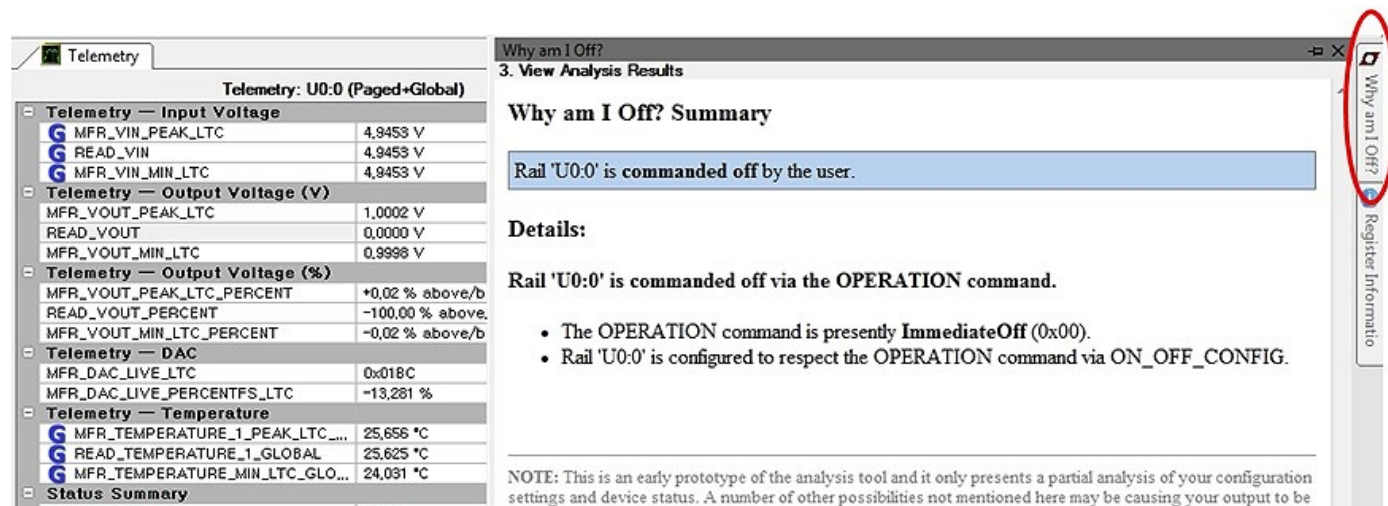 Telemetry
Telemetry: U0:0 (Paged+Global)
Telemetry — Input Voltage
G MFR_VIN_PEAK_LTC 4,9453 V
G READ_VIN 4,9453 V
G MFR_VIN_MIN_LTC 4,9453 V
Telemetry — Output Voltage (V)
MFR_VOUT_PEAK_LTC 1,0002 V
READ_VOUT 0,0000 V
MFR_VOUT_MIN_LTC 0,9998 V
Telemetry — Output Voltage (%)
MFR_VOUT_PEAK_LTC_PERCENT +0,02 % above/b
READ_VOUT_PERCENT -100,00 % above.
MFR_VOUT_MIN_LTC_PERCENT -0,02 % above/b
Telemetry — DAC
MFR_DAC_LIVE_LTC 0x01BC
MFR_DAC_LIVE_PERCENTFS_LTC -13,281 %
Telemetry — Temperature
G MFR_TEMPERATURE_1_PEAK_LTC_... 25,656 °C
G READ_TEMPERATURE_1_GLOBAL 25,625 °C
G MFR_TEMPERATURE_MIN_LTC_GLO... 24,031 °C
Status Summary
Why am I Off?
3. View Analysis Results
Why am I Off? Summary
Rail 'U0:0' is commanded off by the user.
Details:
Rail 'U0:0' is commanded off via the OPERATION command.
• The OPERATION command is presently ImmediateOff (0x00).
• Rail 'U0:0' is configured to respect the OPERATION command via ON_OFF_CONFIG.
NOTE: This is an early prototype of the analysis tool and it only presents a partial analysis of your configuration
settings and device status. A number of other possibilities not mentioned here may be causing your output to be
Why am I Off?
Register Informatio